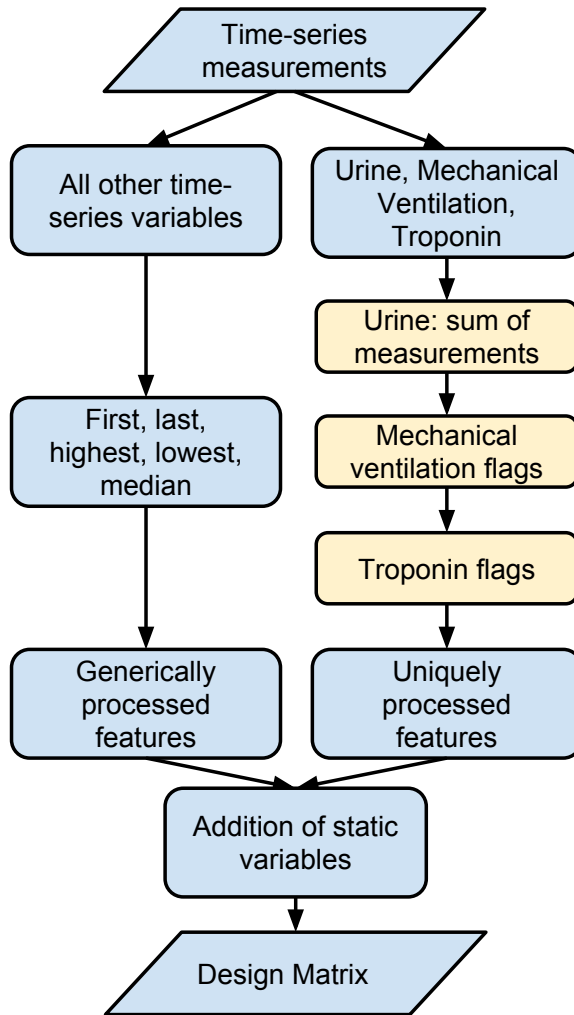 Time-series
measurements
All other time-
series variables
Urine, Mechanical
Ventilation,
Troponin
Urine: sum of
measurements
First, last,
highest, lowest,
median
Mechanical
ventilation flags
Troponin flags
Generically
processed
features
Uniquely
processed
features
Addition of static
variables
Design Matrix